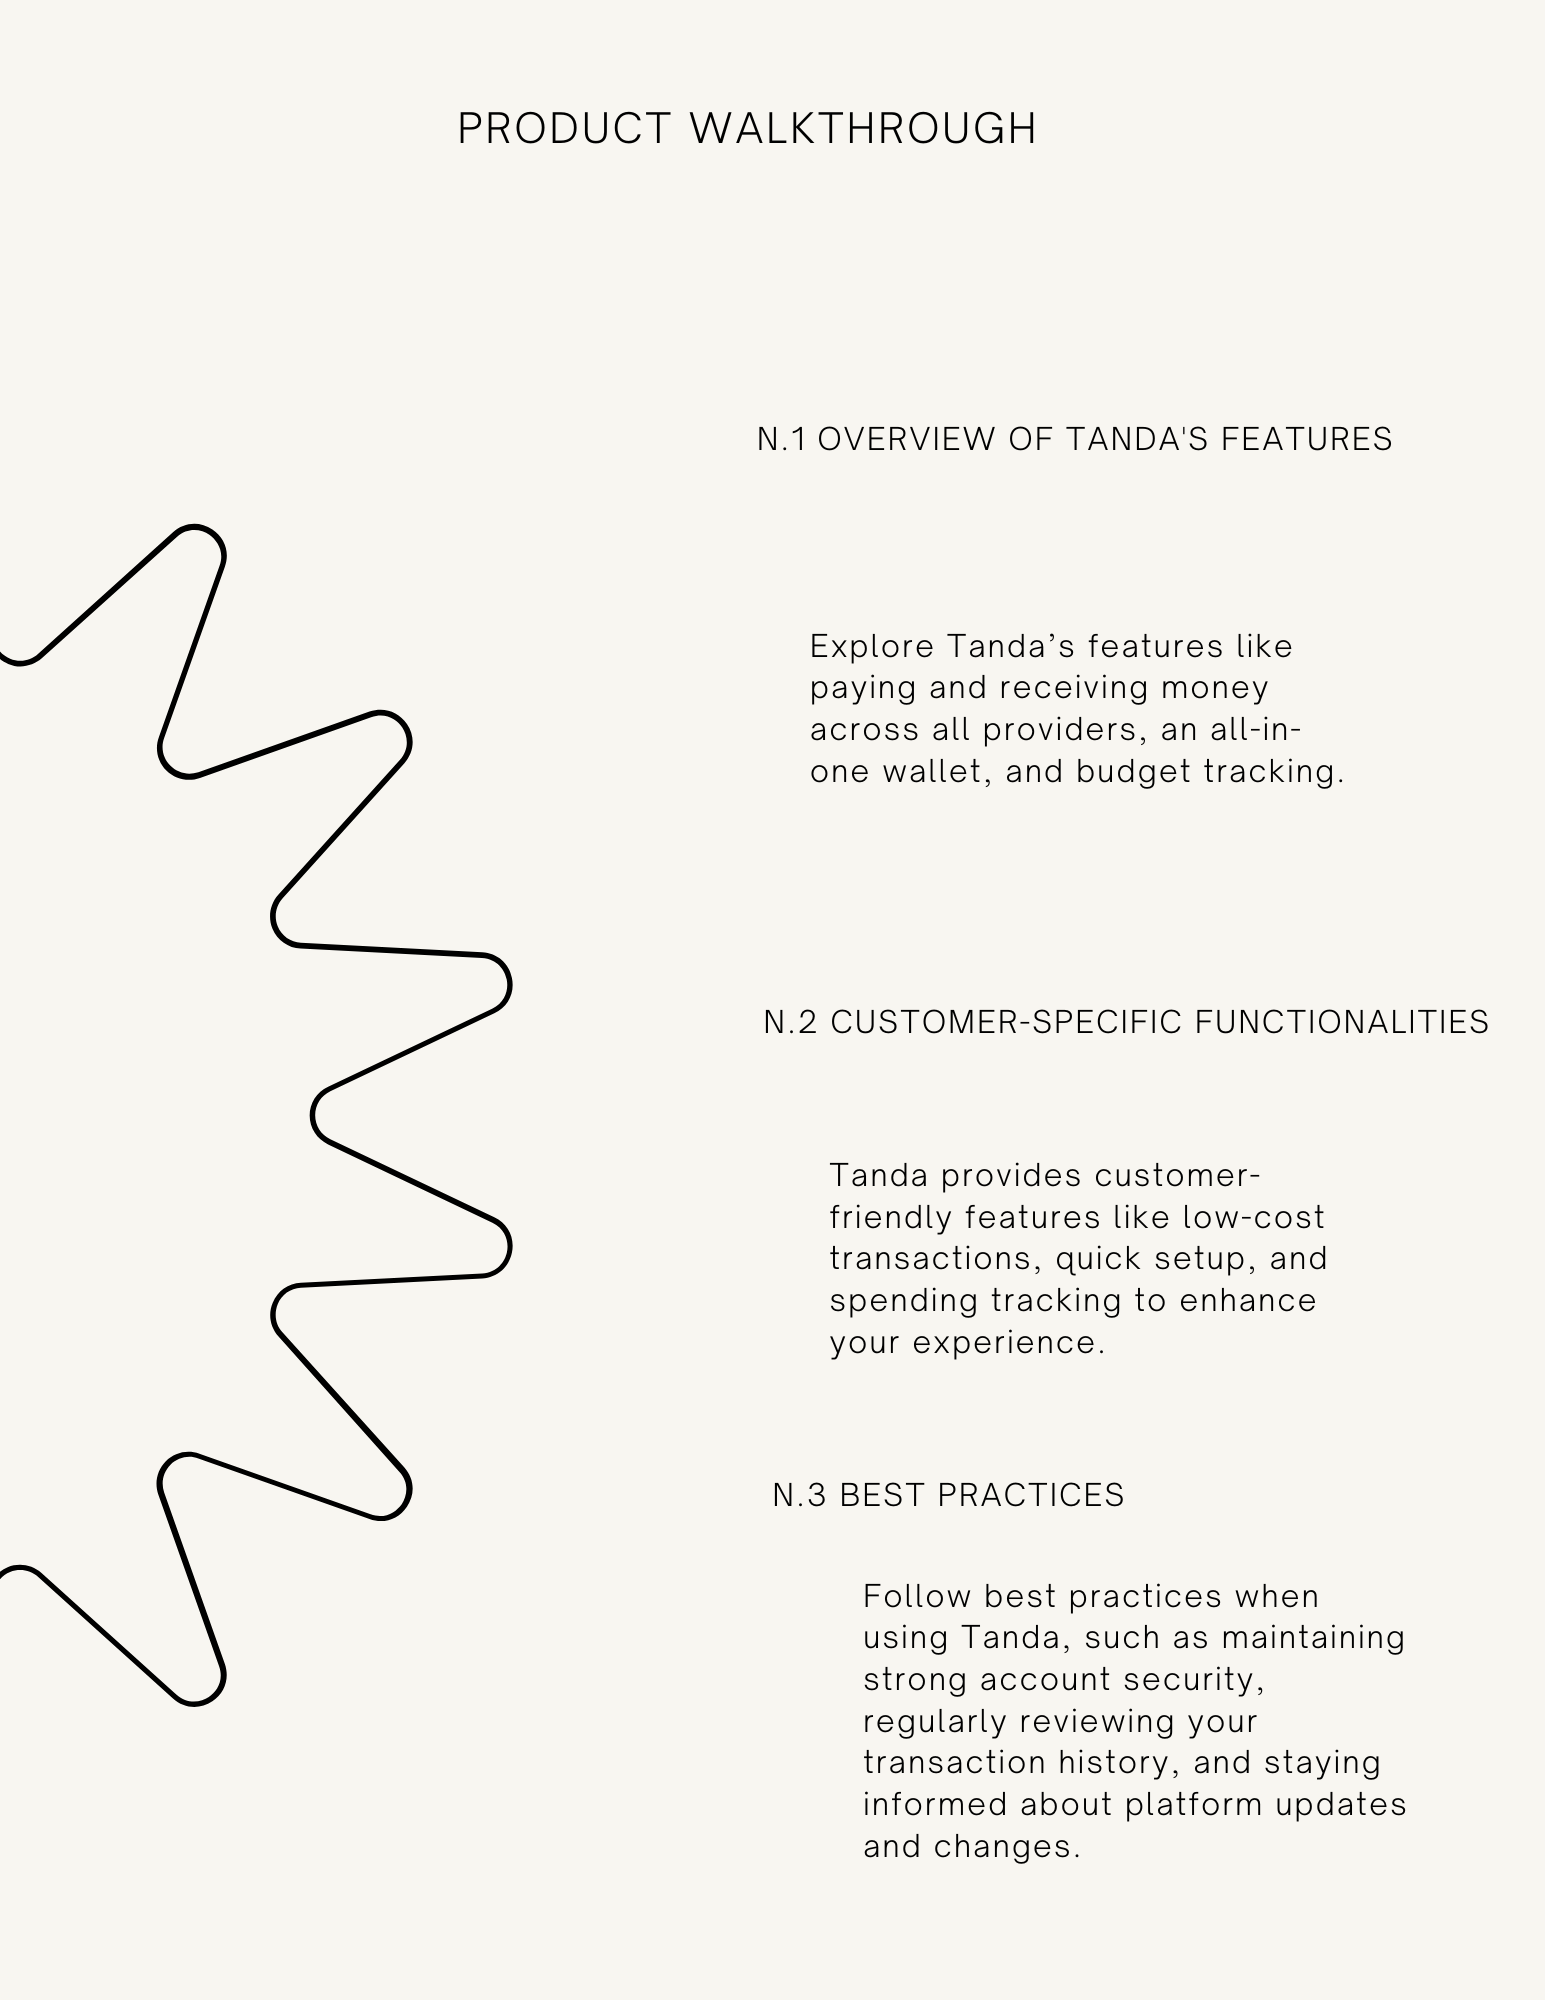 PRODUCT WALKTHROUGH
N.1 OVERVIEW OF TANDA'S FEATURES
Explore Tanda’s features like
paying and receiving money
across all providers, an all-in-
one wallet, and budget tracking.
N.2 CUSTOMER-SPECIFIC FUNCTIONALITIES
Tanda provides customer-
friendly features like low-cost
transactions, quick setup, and
spending tracking to enhance
your experience.
N.3 BEST PRACTICES
Follow best practices when
using Tanda, such as maintaining
strong account security,
regularly reviewing your
transaction history, and staying
informed about platform updates
and changes.